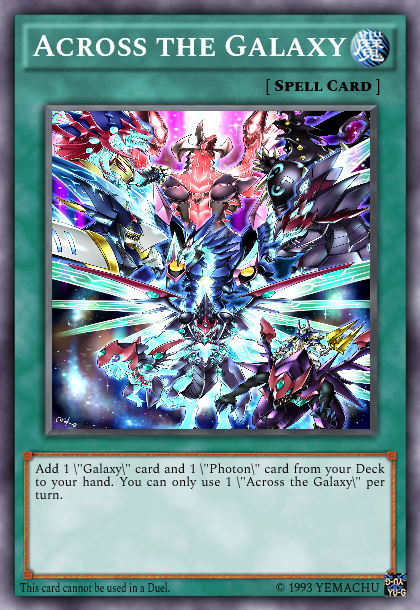 ACROSS THE GALAXY
[ SPELL CARD ]
Add 1 \"Galaxy\" card and 1 \"Photon\" card from your Deck
to your hand. You can only use 1 \"Across the Galaxy\" per
turn.
This card cannot be used in a Duel.
© 1993 YEMACHU